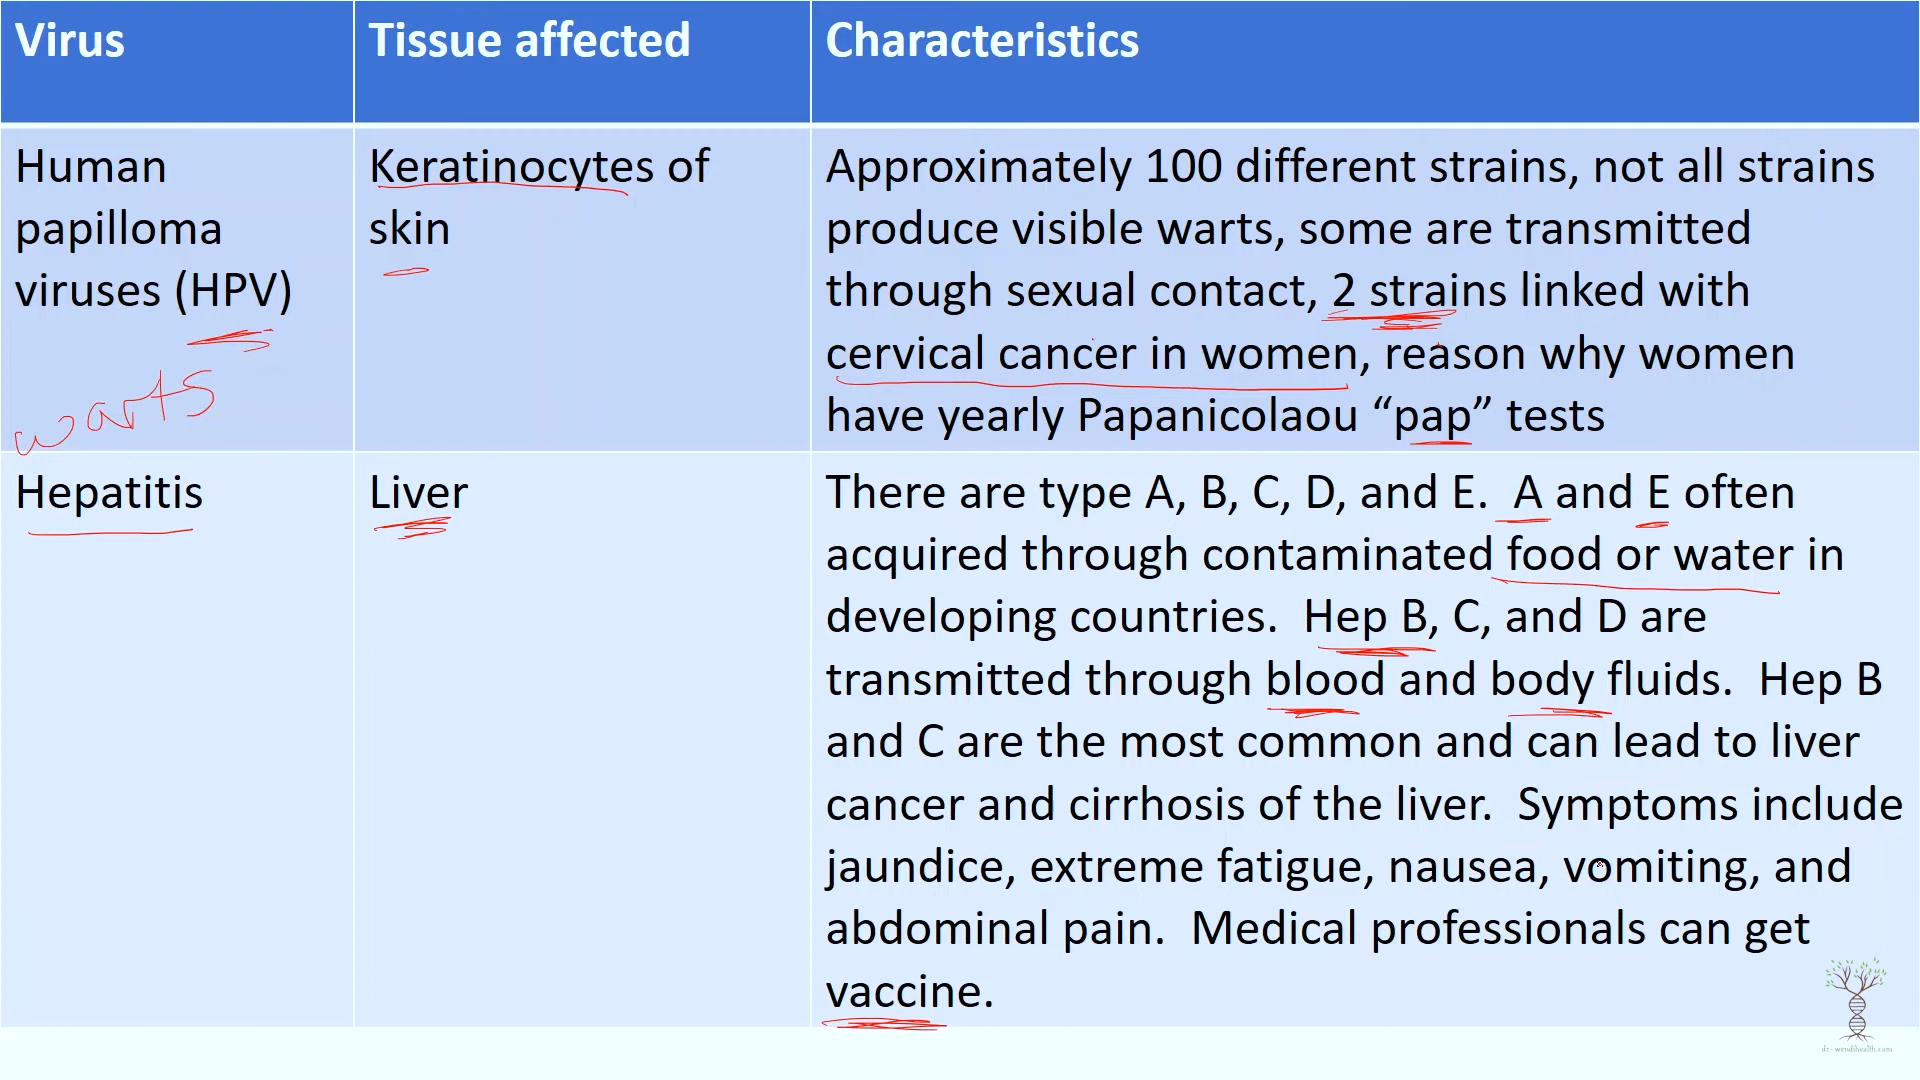 Virus
Tissue affected
Characteristics
Human
papilloma
viruses (HPV)
warts
Keratinocytes of
skin
Approximately 100 different strains, not all strains
produce visible warts, some are transmitted
through sexual contact, 2 strains linked with
cervical cancer in women, reason why women
have yearly Papanicolaou “pap” tests
Hepatitis
Liver
There are type A, B, C, D, and E.  A and E often
acquired through contaminated food or water in
developing countries.  Hep B, C, and D are
transmitted through blood and body fluids.  Hep B
and C are the most common and can lead to liver
cancer and cirrhosis of the liver.  Symptoms include
jaundice, extreme fatigue, nausea, vomiting, and
abdominal pain.  Medical professionals can get
vaccine.
dr-wendihealth.com